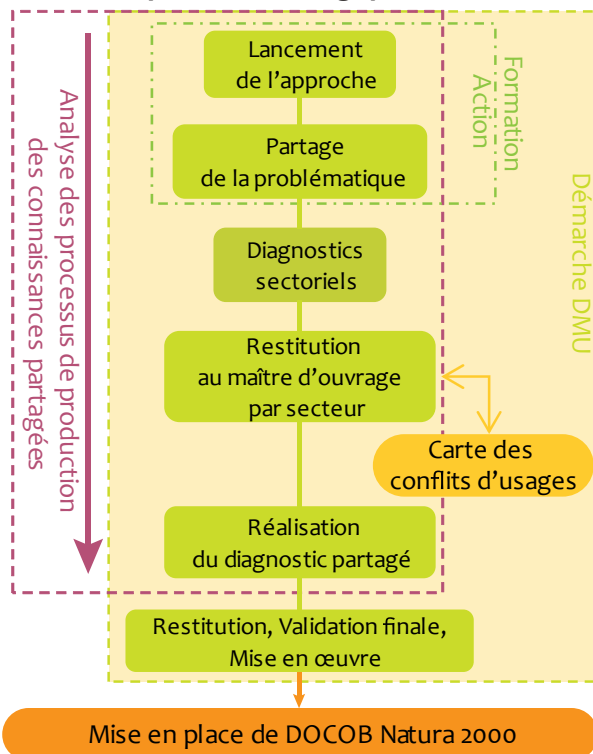 Lancement
de l'approche
Formation
Action
Partage
de la problématique
Analyse des processus de production
des connaissances partagées
Démarche DMU
Diagnostics
sectoriels
Restitution
au maître d'ouvrage
par secteur
Carte des
conflits d'usages
Réalisation
du diagnostic partagé
Restitution, Validation finale,
Mise en œuvre
Mise en place de DOCOB Natura 2000